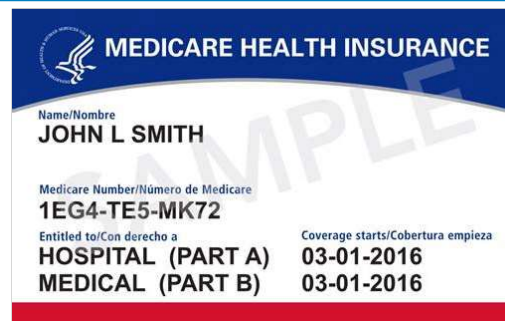 MEDICARE HEALTH INSURANCE
Name/Nombre
JOHN L SMITH
SAMPLE
Medicare Number/Número de Medicare
1EG4-TE5-MK72
Entitled to/Con derecho a Coverage starts/Cobertura empieza
HOSPITAL (PART A) 03-01-2016
MEDICAL (PART B) 03-01-2016